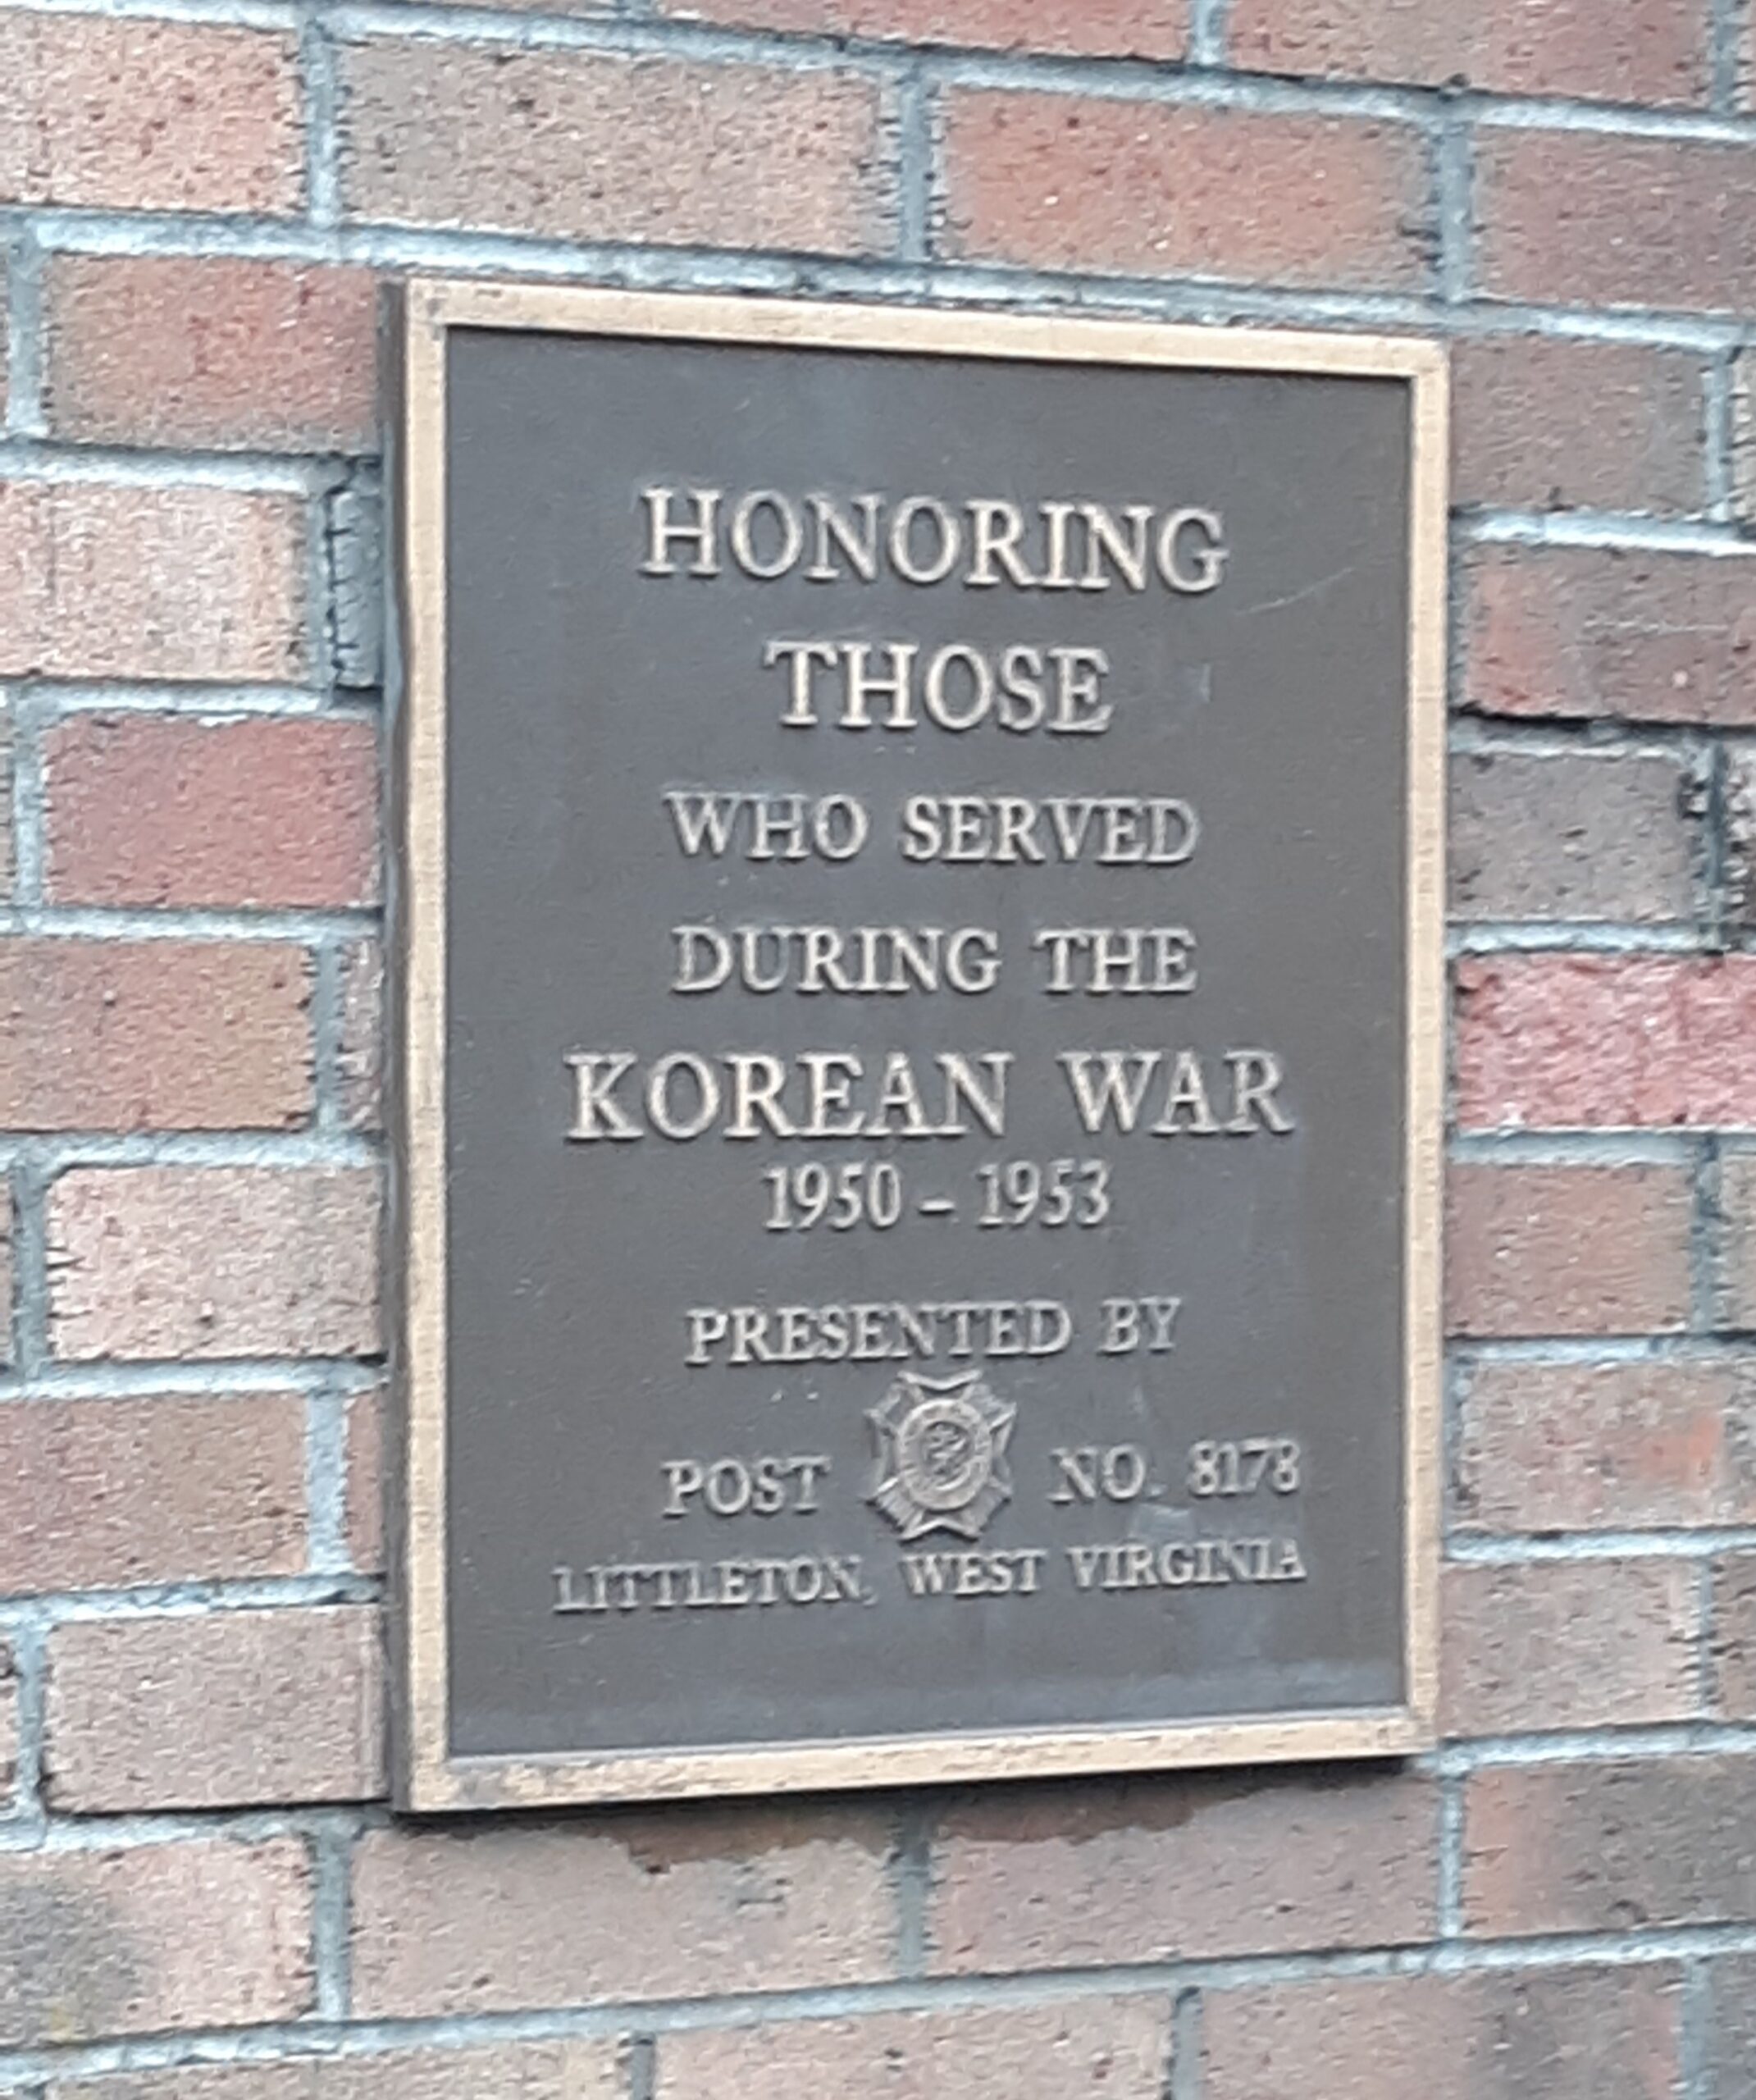 HONORING
THOSE
WHO SERVED
DURING THE
KOREAN WAR
1950 – 1953
PRESENTED BY
POST NO. 8178
LITTLETON, WEST VIRGINIA